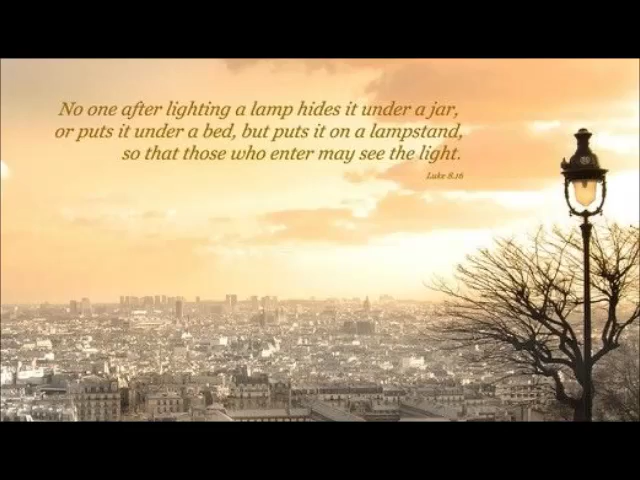 No one after lighting a lamp hides it under a jar,
or puts it under a bed, but puts it on a lampstand,
so that those who enter may see the light.
Luke 8.16